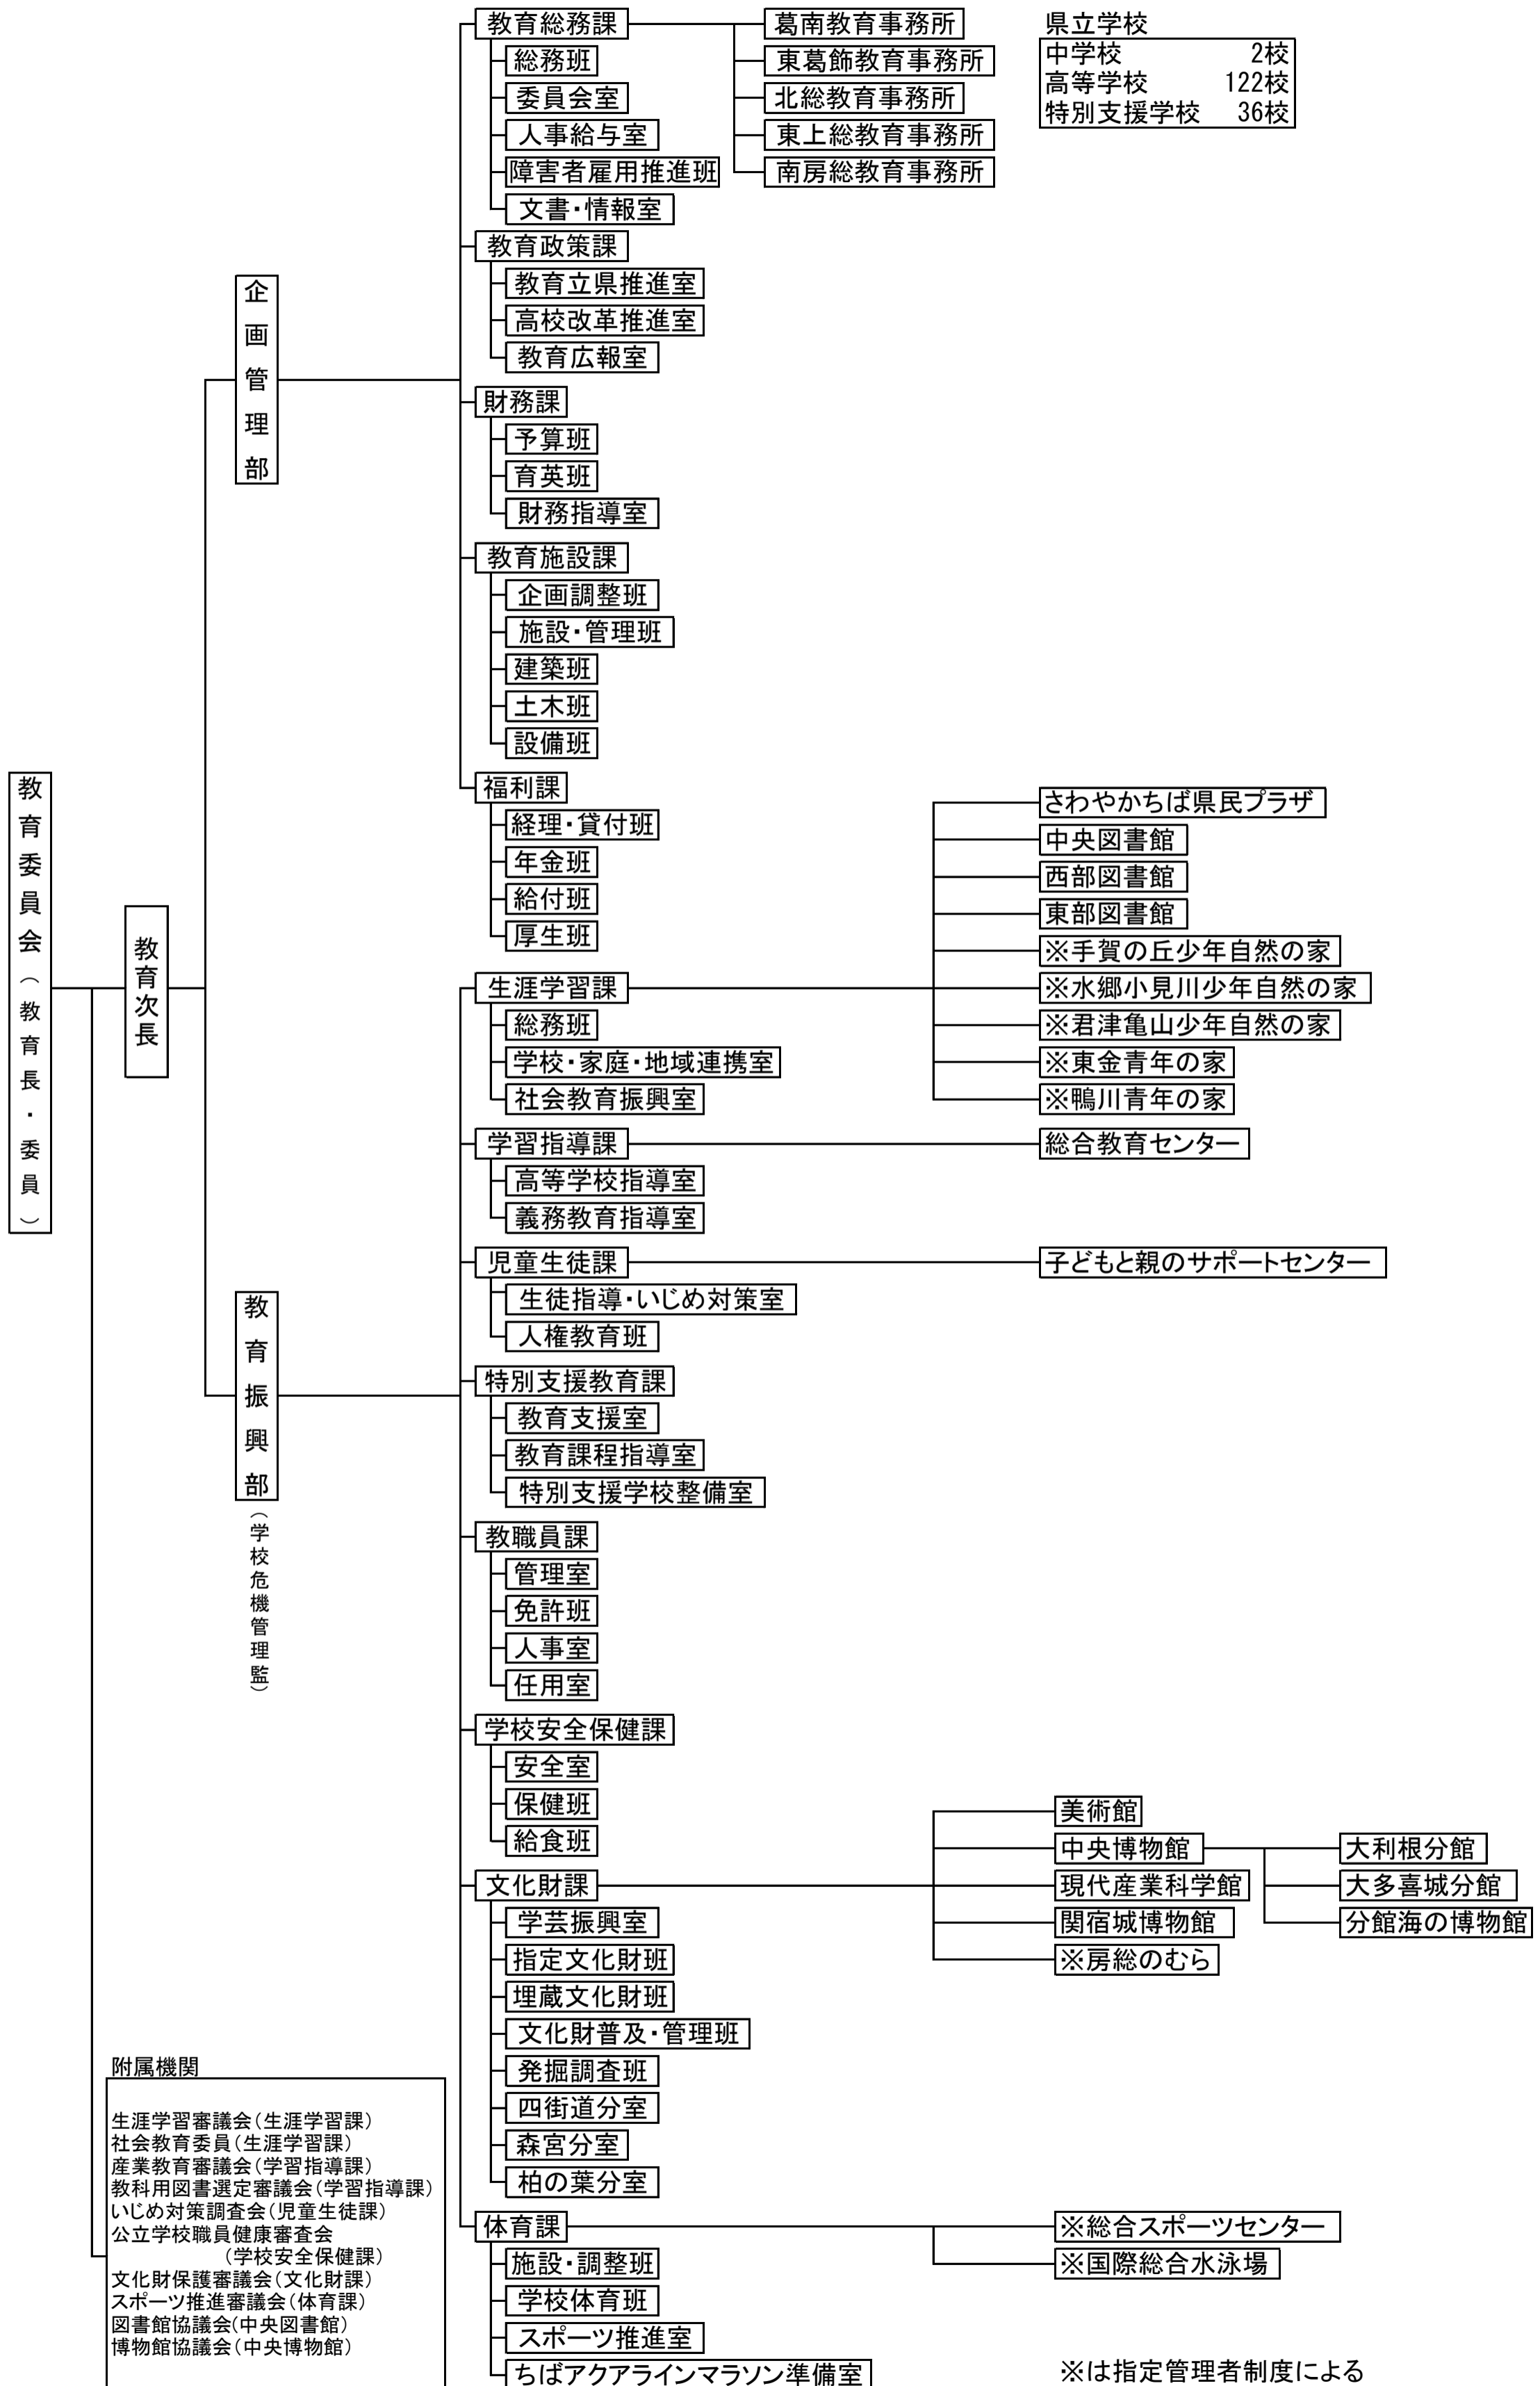 教育委員会（教育長・委員）
教育次長
企画管理部
教育総務課
総務班
委員会室
人事給与室
障害者雇用推進班
文書・情報室
葛南教育事務所
東葛飾教育事務所
北総教育事務所
東上総教育事務所
南房総教育事務所
県立学校
中学校 2校
高等学校 122校
特別支援学校 36校
教育政策課
教育立県推進室
高校改革推進室
教育広報室
財務課
予算班
育英班
財務指導室
教育施設課
企画調整班
施設・管理班
建築班
土木班
設備班
福利課
経理・貸付班
年金班
給付班
厚生班
教育振興部
（学校危機管理監）
生涯学習課
総務班
学校・家庭・地域連携室
社会教育振興室
さわやかちば県民プラザ
中央図書館
西部図書館
東部図書館
※手賀の丘少年自然の家
※水郷小見川少年自然の家
※君津亀山少年自然の家
※東金青年の家
※鴨川青年の家
学習指導課
高等学校指導室
義務教育指導室
総合教育センター
児童生徒課
生徒指導・いじめ対策室
人権教育班
子どもと親のサポートセンター
特別支援教育課
教育支援室
教育課程指導室
特別支援学校整備室
教職員課
管理室
免許班
人事室
任用室
学校安全保健課
安全室
保健班
給食班
文化財課
学芸振興室
指定文化財班
埋蔵文化財班
文化財普及・管理班
発掘調査班
四街道分室
森宮分室
柏の葉分室
美術館
中央博物館
現代産業科学館
関宿城博物館
※房総のむら
大利根分館
大多喜城分館
分館海の博物館
体育課
施設・調整班
学校体育班
スポーツ推進室
ちばアクアラインマラソン準備室
※総合スポーツセンター
※国際総合水泳場
附属機関
生涯学習審議会（生涯学習課）
社会教育委員（生涯学習課）
産業教育審議会（学習指導課）
教科用図書選定審議会（学習指導課）
いじめ対策調査会（児童生徒課）
公立学校職員健康審査会
（学校安全保健課）
文化財保護審議会（文化財課）
スポーツ推進審議会（体育課）
図書館協議会（中央図書館）
博物館協議会（中央博物館）
※は指定管理者制度による